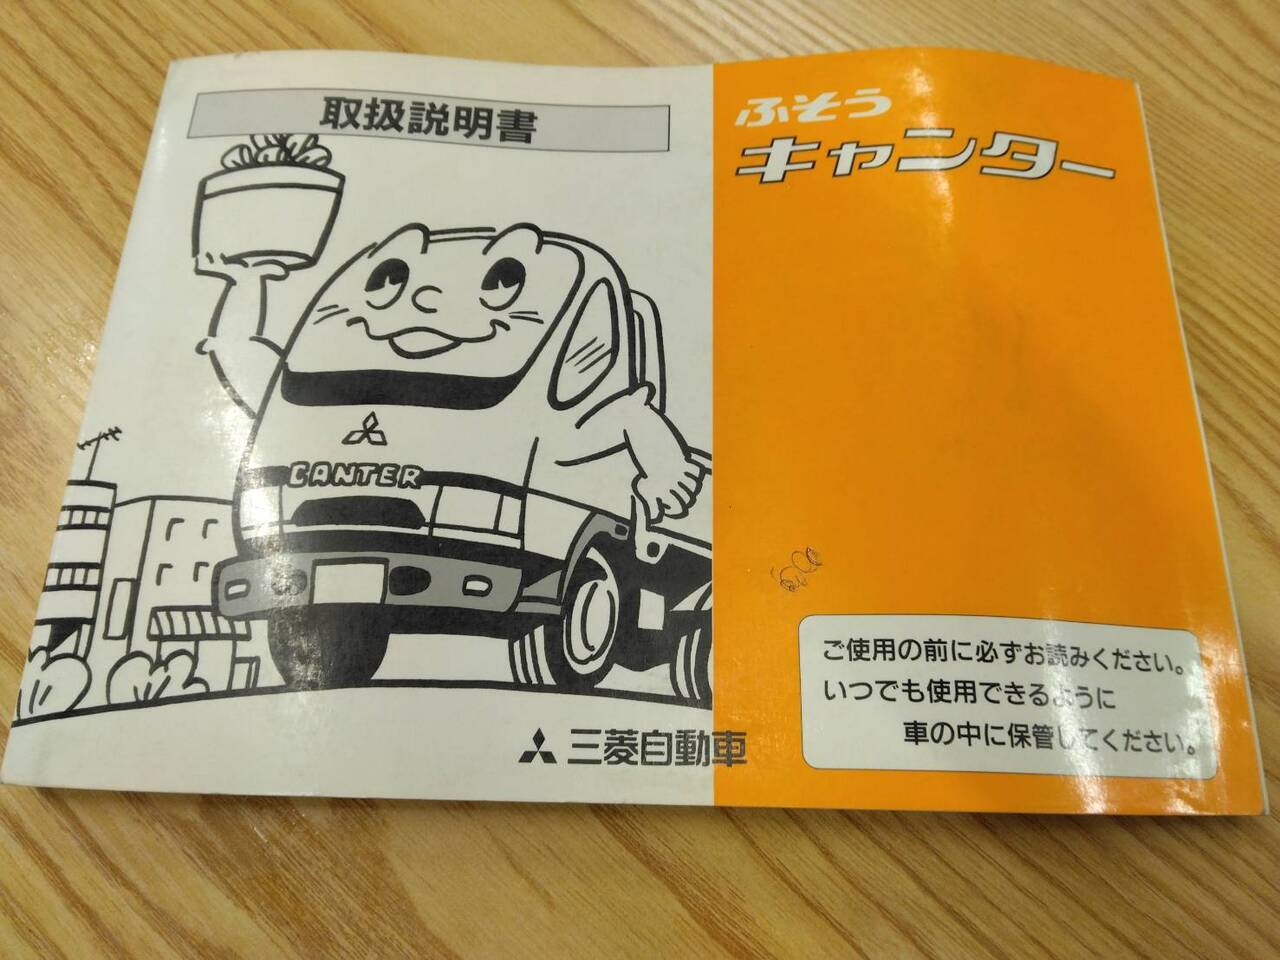 取扱説明書
ふそう
キャンター
CANTER
ご使用の前に必ずお読みください。
いつでも使用できるように
車の中に保管してください。
三菱自動車